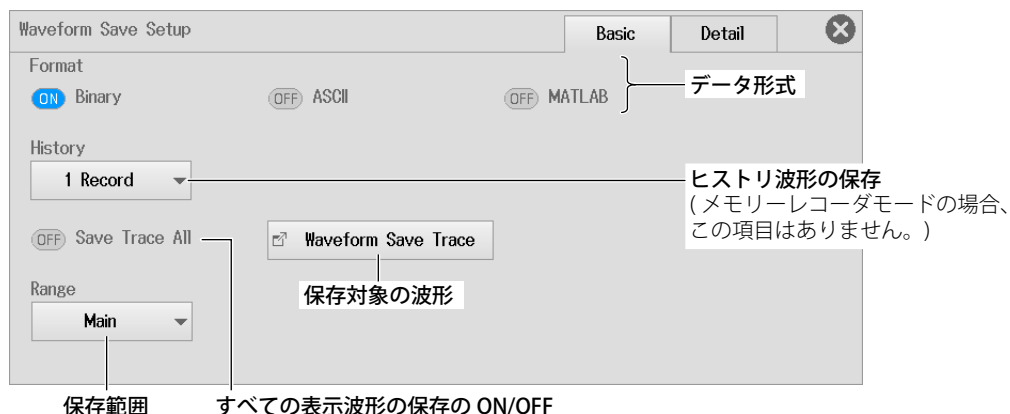 Waveform Save Setup
Basic
Detail
Format
ON Binary
OFF ASCII
OFF MATLAB
データ形式
History
1 Record
ヒストリ波形の保存
(メモリーレコーダモードの場合、
この項目はありません。)
OFF Save Trace All
Waveform Save Trace
保存対象の波形
Range
Main
保存範囲
すべての表示波形の保存の ON/OFF